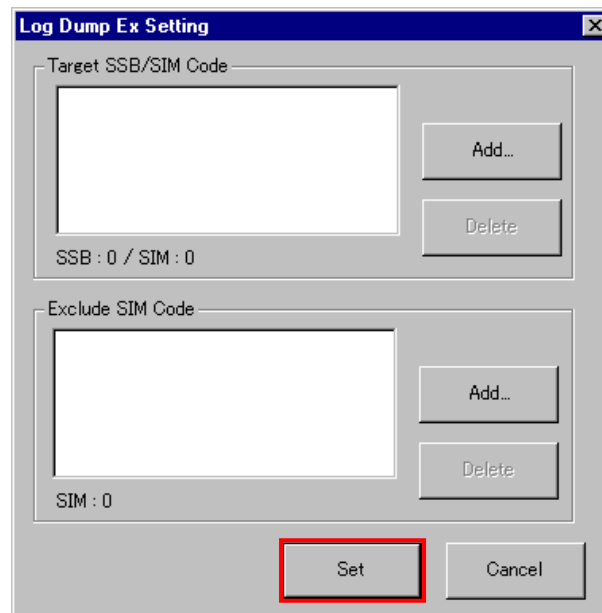 Log Dump Ex Setting
Target SSB/SIM Code
Add...
Delete
SSB : 0 / SIM : 0
Exclude SIM Code
Add...
Delete
SIM : 0
Set
Cancel